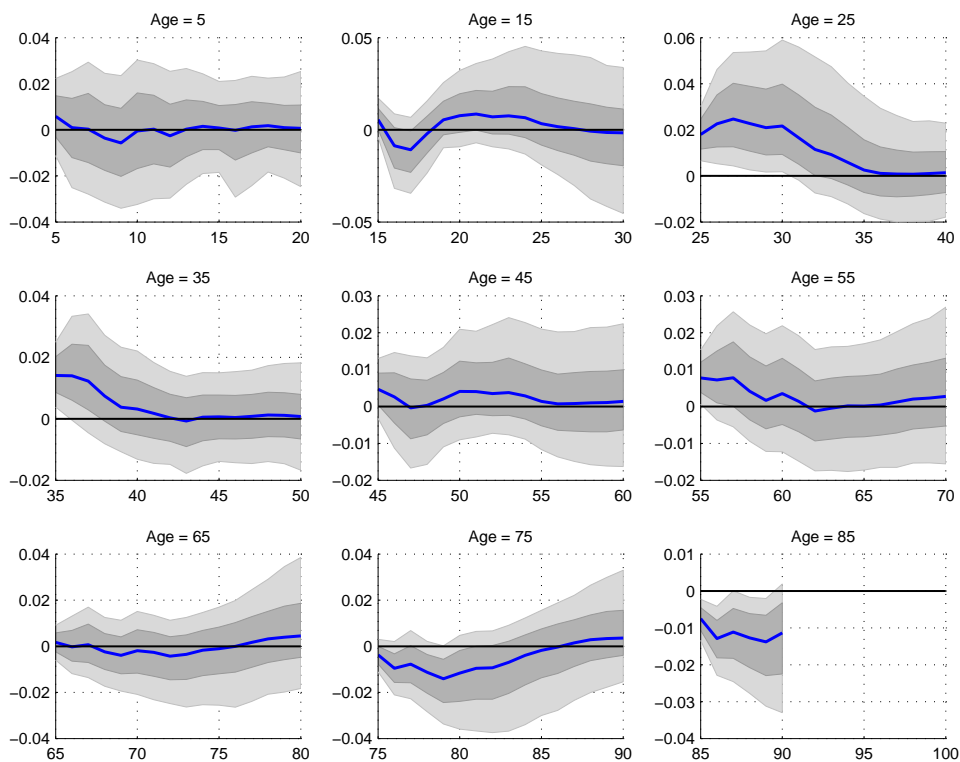 Age = 5
0.04
0.02
0
−0.02
−0.04
5 10 15 20
Age = 15
0.05
0
−0.05
15 20 25 30
Age = 25
0.06
0.04
0.02
0
−0.02
25 30 35 40
Age = 35
0.04
0.02
0
−0.02
35 40 45 50
Age = 45
0.03
0.02
0.01
0
−0.01
−0.02
45 50 55 60
Age = 55
0.03
0.02
0.01
0
−0.01
−0.02
55 60 65 70
Age = 65
0.04
0.02
0
−0.02
−0.04
65 70 75 80
Age = 75
0.04
0.02
0
−0.02
−0.04
75 80 85 90
Age = 85
0.01
0
−0.01
−0.02
−0.03
−0.04
85 90 95 100